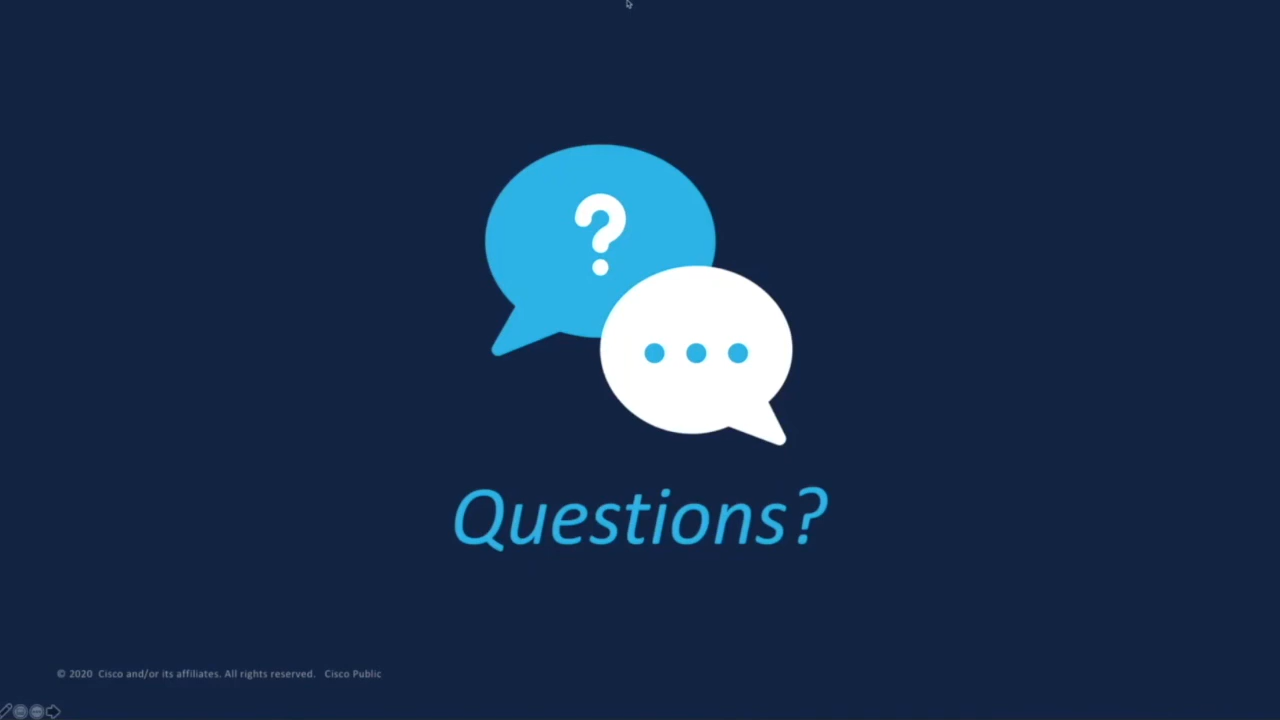 ?
Questions?
© 2020 Cisco and/or its affiliates. All rights reserved. Cisco Public